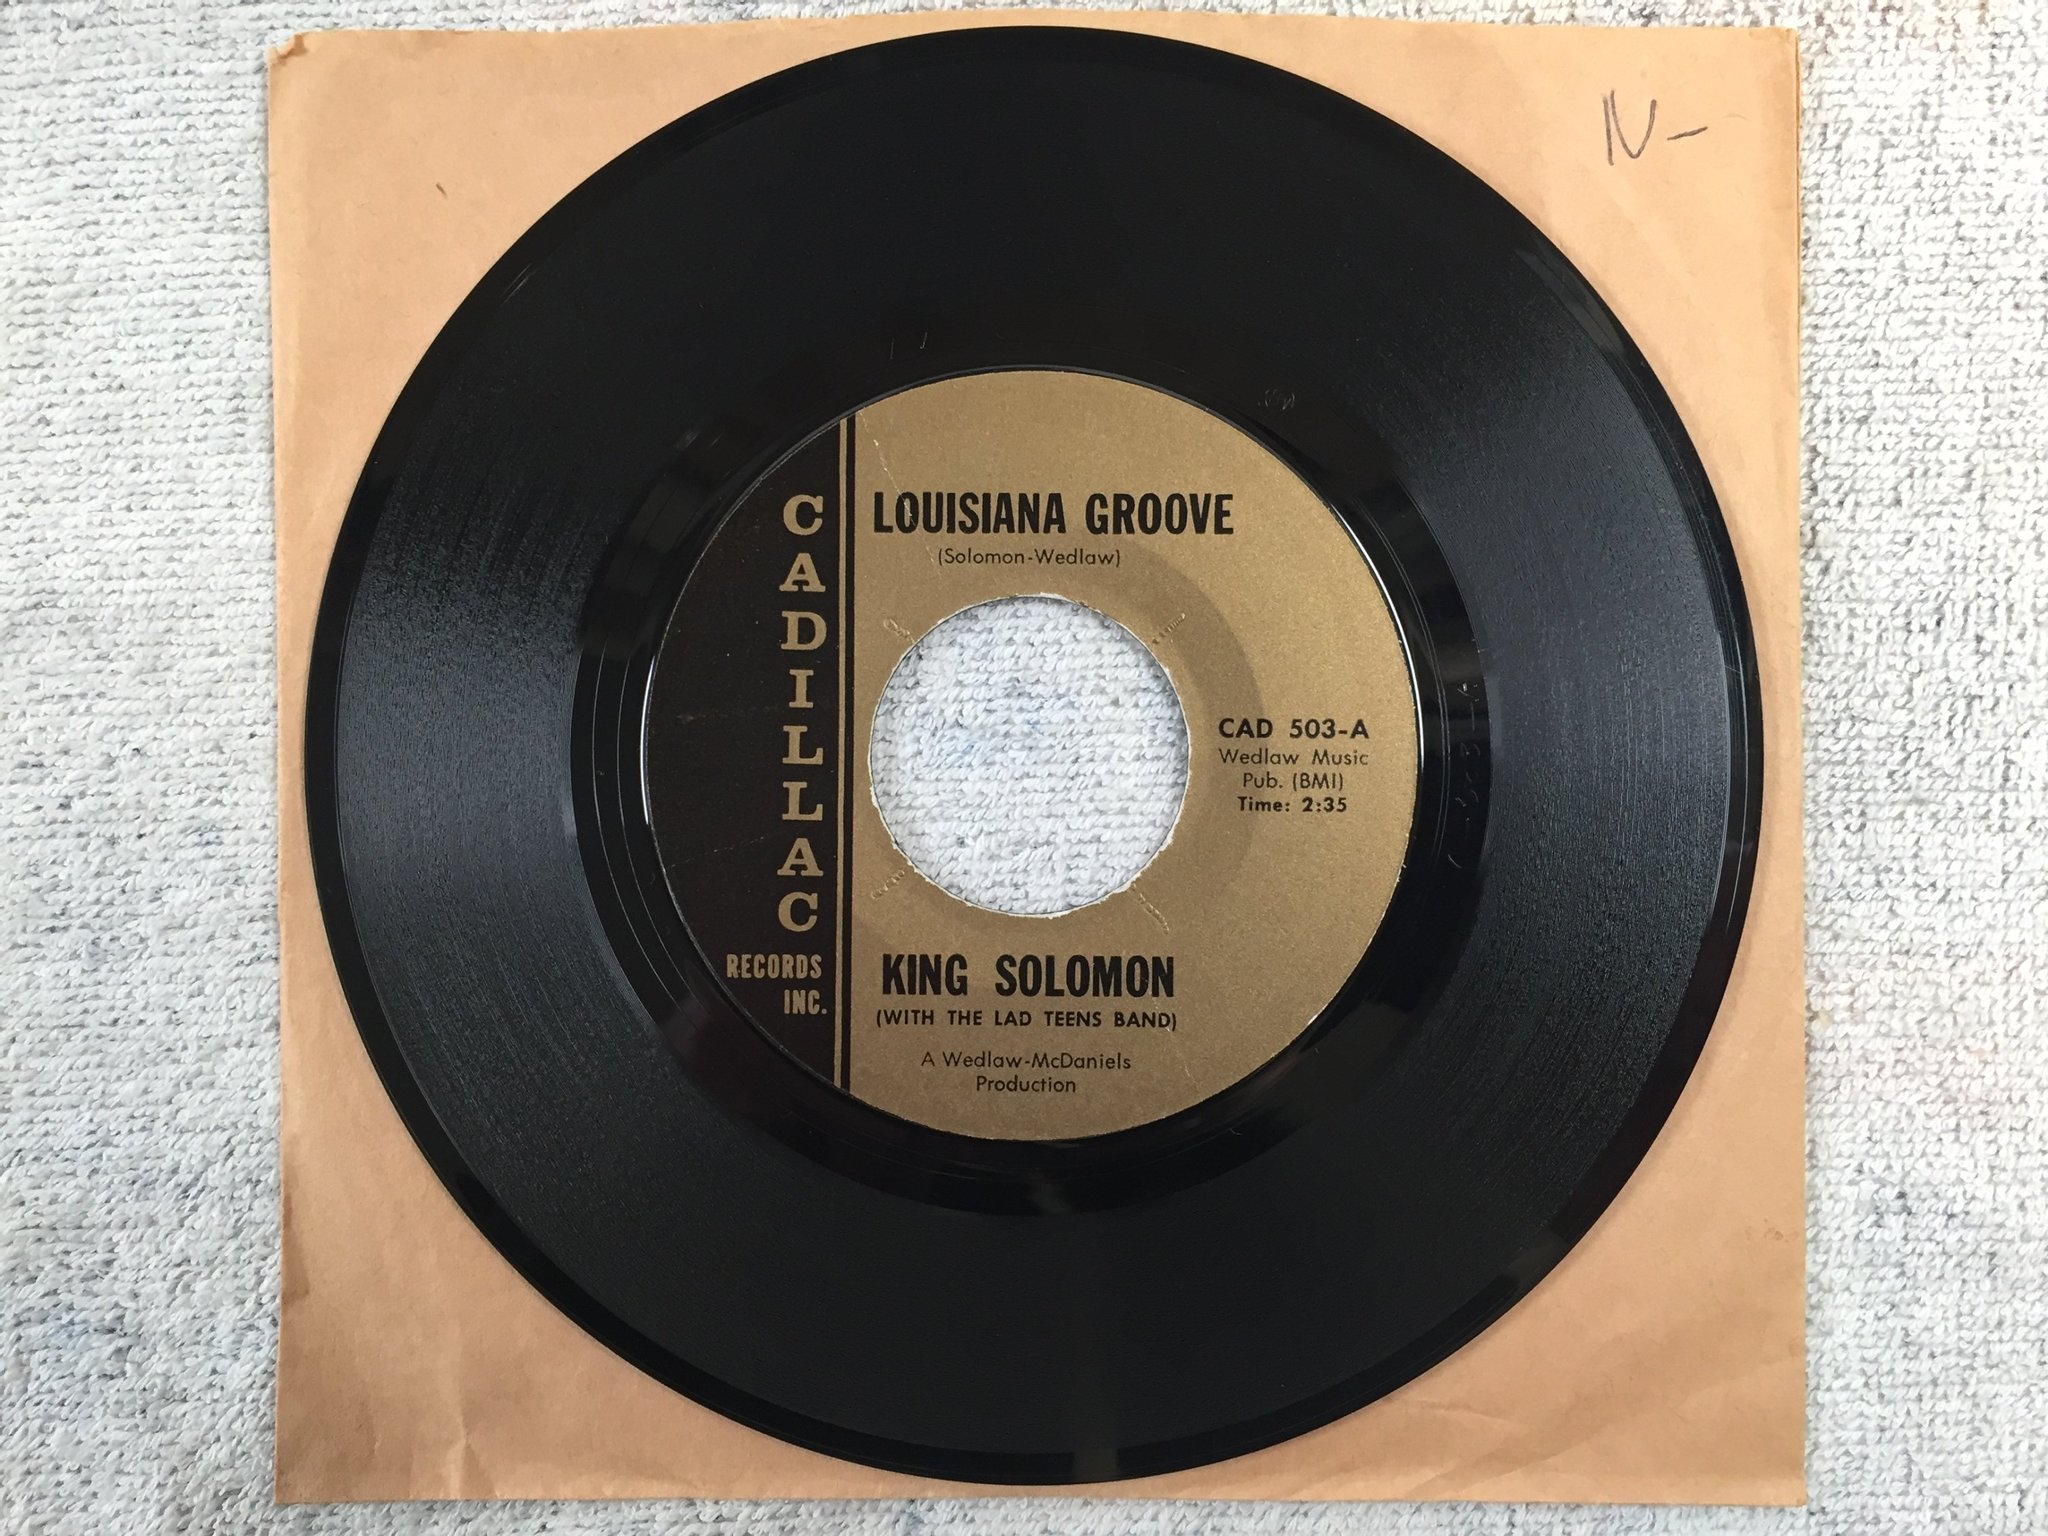 N-
CADILLAC
RECORDS
INC.
LOUISIANA GROOVE
(Solomon-Wedlaw)
CAD 503-A
Wedlaw Music
Pub. (BMI)
Time: 2:35
KING SOLOMON
(WITH THE LAD TEENS BAND)
A Wedlaw-McDaniels
Production